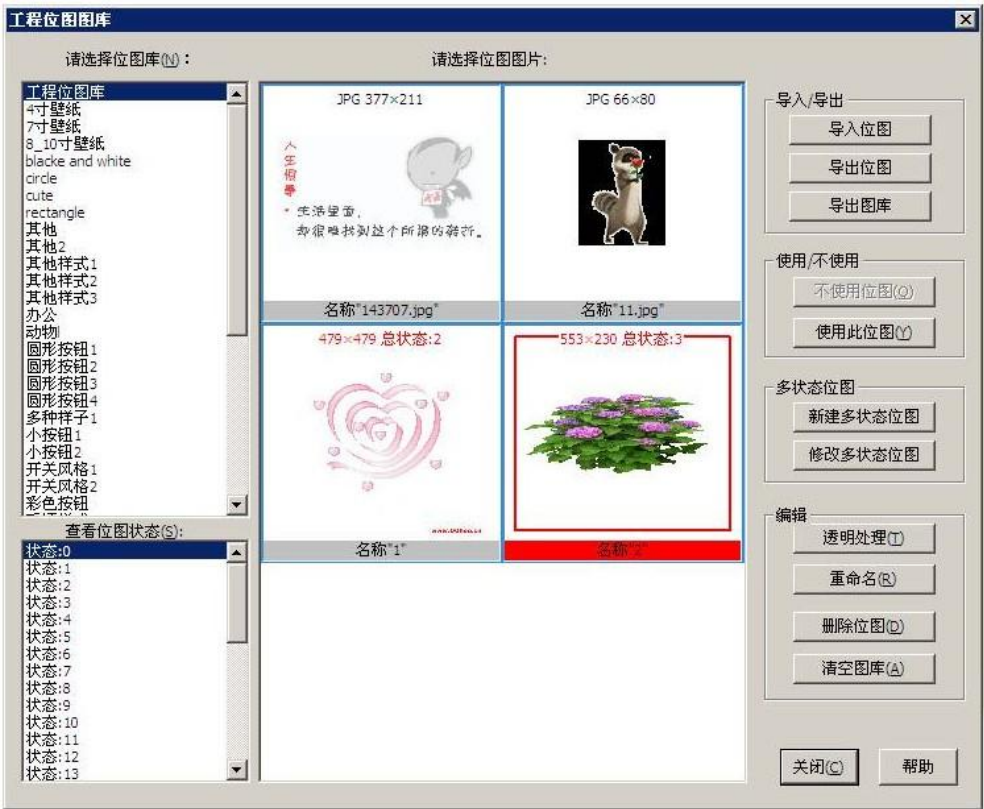 工程位图图库
请选择位图库(N)：
请选择位图图片:
工程位图库
4寸壁纸
7寸壁纸
8_10寸壁纸
blacke and white
circle
cute
rectangle
其他
其他2
其他样式1
其他样式2
其他样式3
办公
动物
圆形按钮1
圆形按钮2
圆形按钮3
圆形按钮4
多种样子1
小按钮1
小按钮2
开关风格1
开关风格2
彩色按钮
查看位图状态(S):
状态:0
状态:1
状态:2
状态:3
状态:4
状态:5
状态:6
状态:7
状态:8
状态:9
状态:10
状态:11
状态:12
状态:13
JPG 377×211
人生
生活里面，
却很难找到这个所谓的转折。
名称"143707.jpg"
JPG 66×80
名称"11.jpg"
479×479 总状态:2
名称"1"
553×230 总状态:3
名称"2"
导入/导出
导入位图
导出位图
导出图库
使用/不使用
不使用位图(Q)
使用此位图(Y)
多状态位图
新建多状态位图
修改多状态位图
编辑
透明处理(T)
重命名(R)
删除位图(D)
清空图库(A)
关闭(C)
帮助